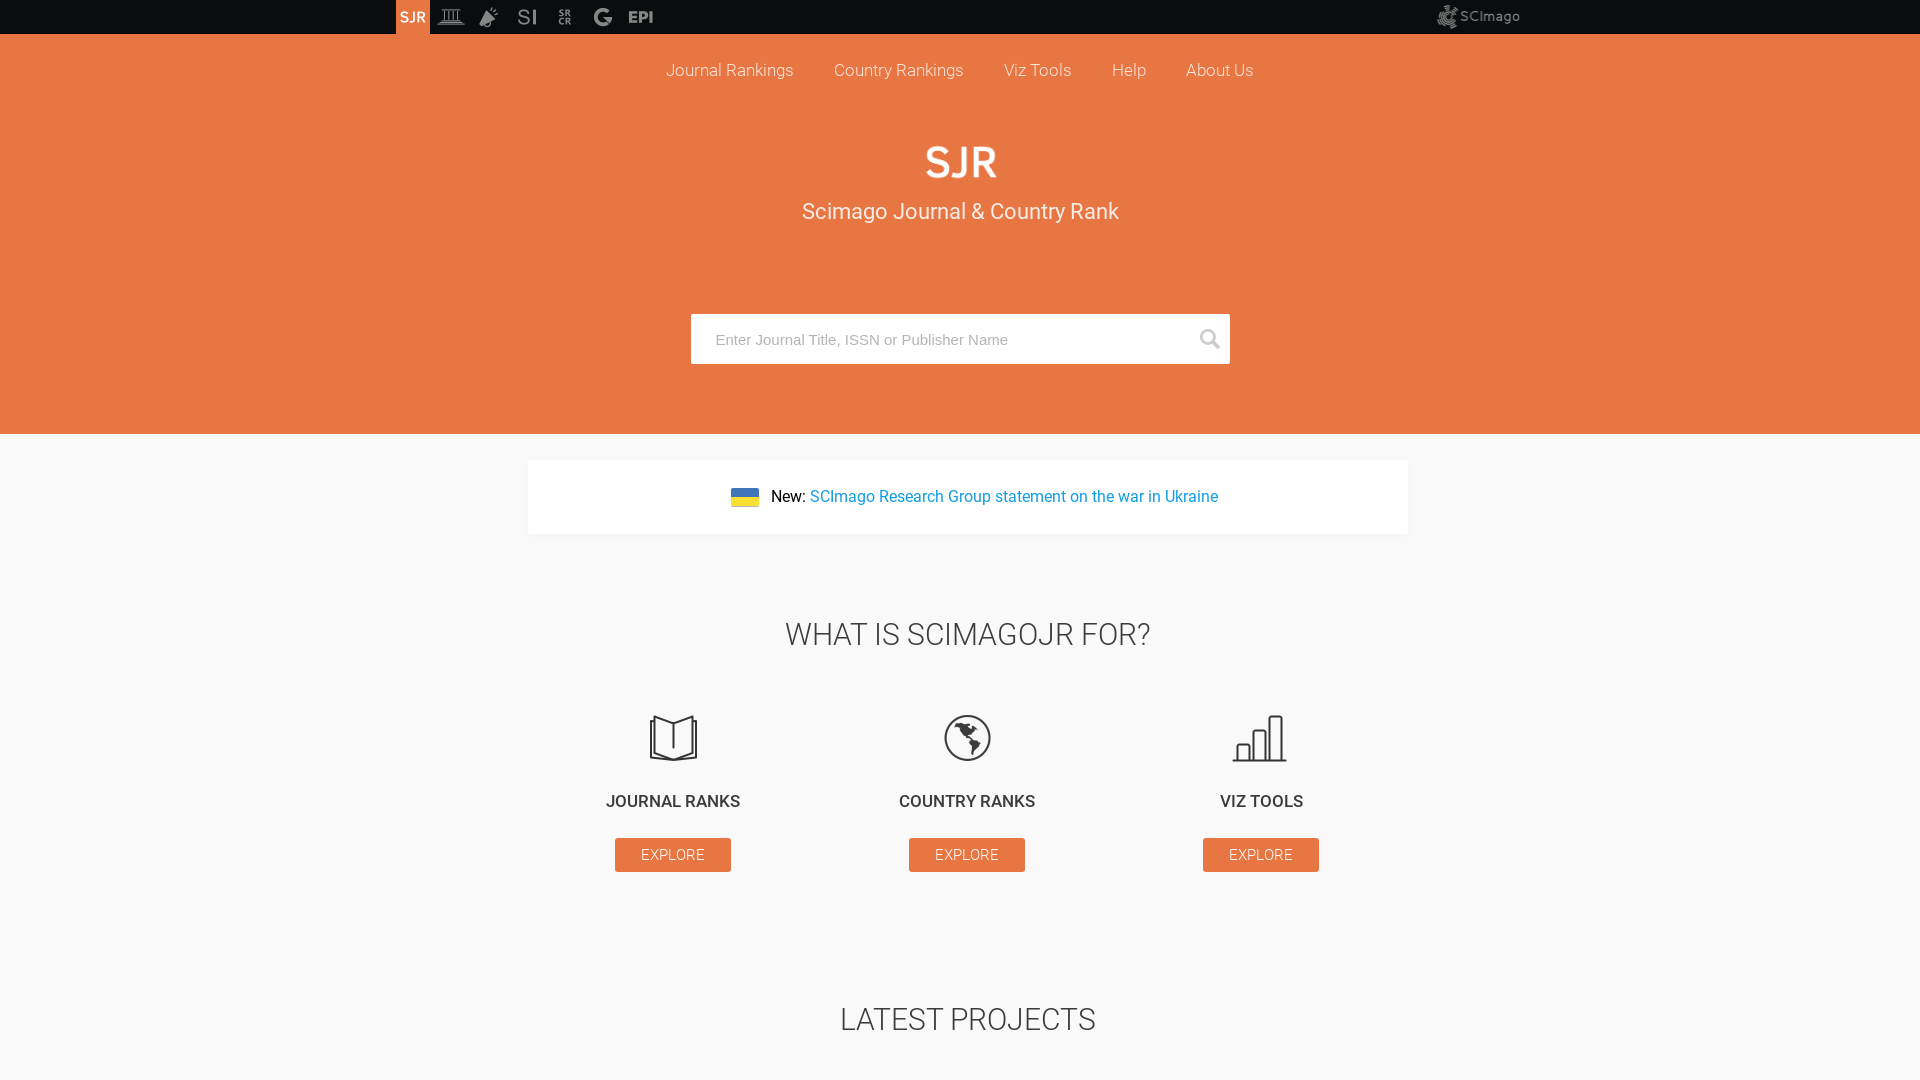 SJR SI SR CR G EPI SCImago
Journal Rankings Country Rankings Viz Tools Help About Us
SJR
Scimago Journal & Country Rank
Enter Journal Title, ISSN or Publisher Name
New: SCImago Research Group statement on the war in Ukraine
WHAT IS SCIMAGOJR FOR?
JOURNAL RANKS COUNTRY RANKS VIZ TOOLS
EXPLORE EXPLORE EXPLORE
LATEST PROJECTS